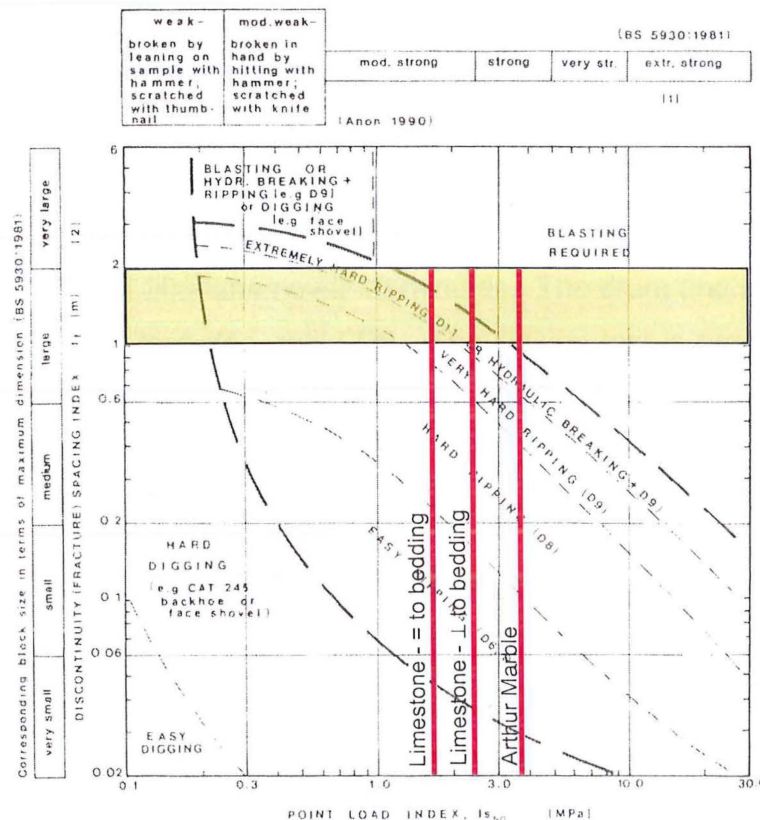 weak-
broken by
leaning on
sample with
hammer,
scratched
with thumb-
nail
mod.weak-
broken in
hand by
hitting with
hammer;
scratched
with knife
(BS 5930:1981)
mod. strong
strong
very str.
extr. strong
[1]
(Anon 1990)
Corresponding block size in terms of maximum dimension (BS 5930:1981)
very large
large
medium
small
very small
[2]
DISCONTINUITY (FRACTURE) SPACING INDEX If (m)
6
2
1
0.6
0.2
0.1
0.06
0.02
BLASTING OR
HYDR. BREAKING +
RIPPING (e.g D9)
or DIGGING
(e.g face
shovel)
BLASTING
REQUIRED
EXTREMELY HARD RIPPING D11 OR HYDRAULIC BREAKING + D9)
VERY HARD RIPPING (D9)
HARD RIPPING (D8)
EASY RIPPING (D6)
HARD
DIGGING
(e.g CAT 245
backhoe or
face shovel)
EASY
DIGGING
Limestone - = to bedding
Limestone - ⊥ to bedding
Arthur Marble
0.1
0.3
1.0
3.0
10.0
30.0
POINT LOAD INDEX, Is50 (MPa)